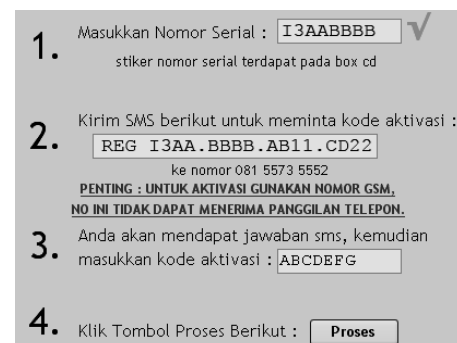 1. Masukkan Nomor Serial : I3AABBBB √
stiker nomor serial terdapat pada box cd
2. Kirim SMS berikut untuk meminta kode aktivasi :
REG I3AA.BBBB.AB11.CD22
ke nomor 081 5573 5552
PENTING : UNTUK AKTIVASI GUNAKAN NOMOR GSM,
NO INI TIDAK DAPAT MENERIMA PANGGILAN TELEPON.
3. Anda akan mendapat jawaban sms, kemudian
masukkan kode aktivasi : ABCDEFG
4. Klik Tombol Proses Berikut : Proses